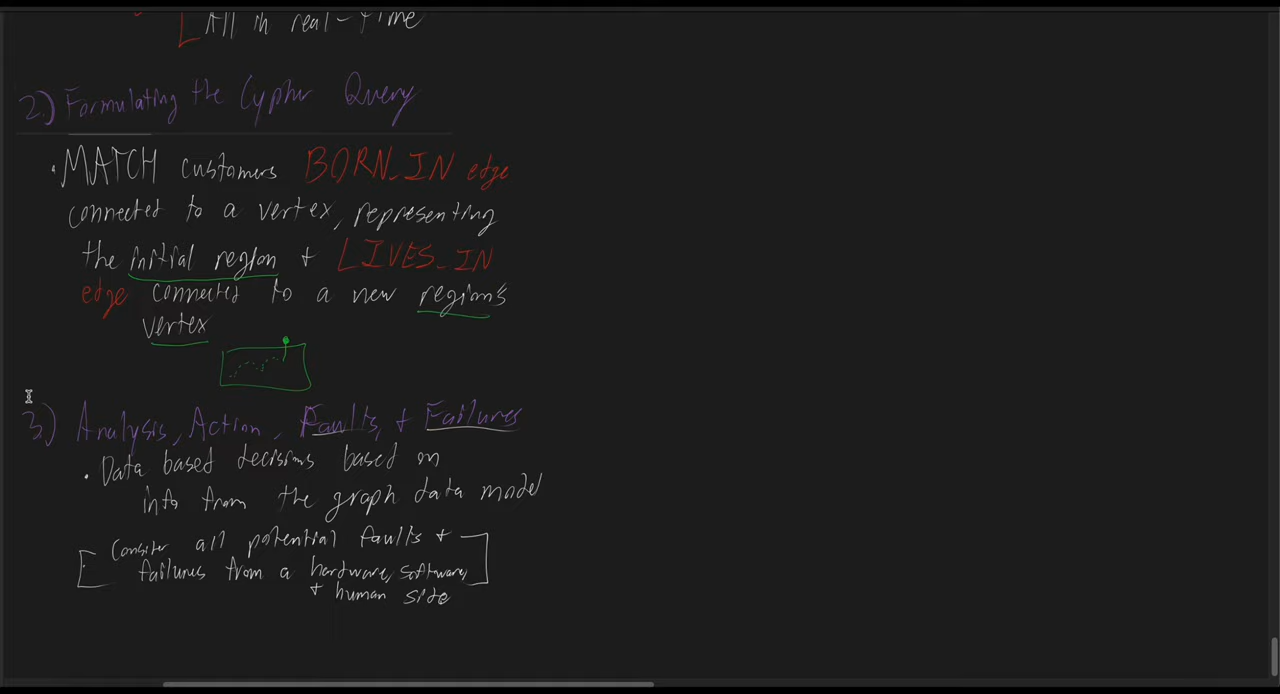 All in real-time
2.) Formulating the Cypher Query
• MATCH customers BORN_IN edge
connected to a vertex, representing
the initial region + LIVES_IN
edge connected to a new region's
vertex
3.) Analysis, Action, Faults, + Failures
• Data based decisions based on
info from the graph data model
Consider all potential faults +
failures from a hardware, software,
+ human side